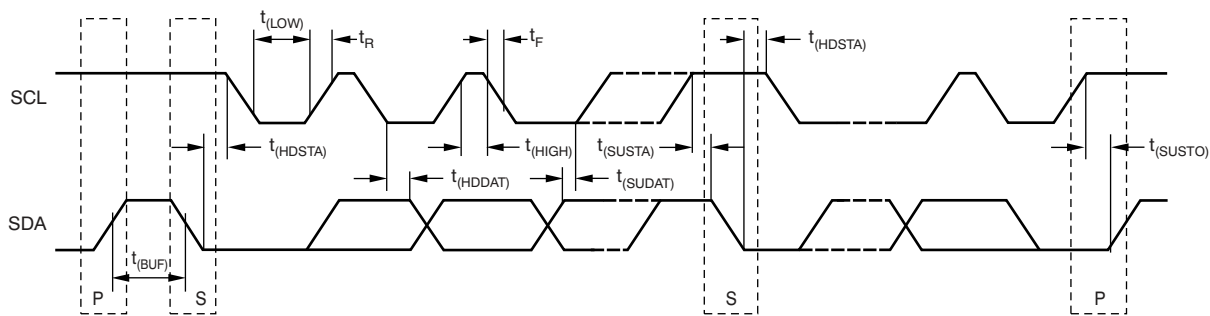 t(LOW)
tR
tF
t(HDSTA)
SCL
t(HDSTA)
t(HIGH)
t(SUSTA)
t(SUSTO)
t(HDDAT)
t(SUDAT)
SDA
t(BUF)
P
S
S
P